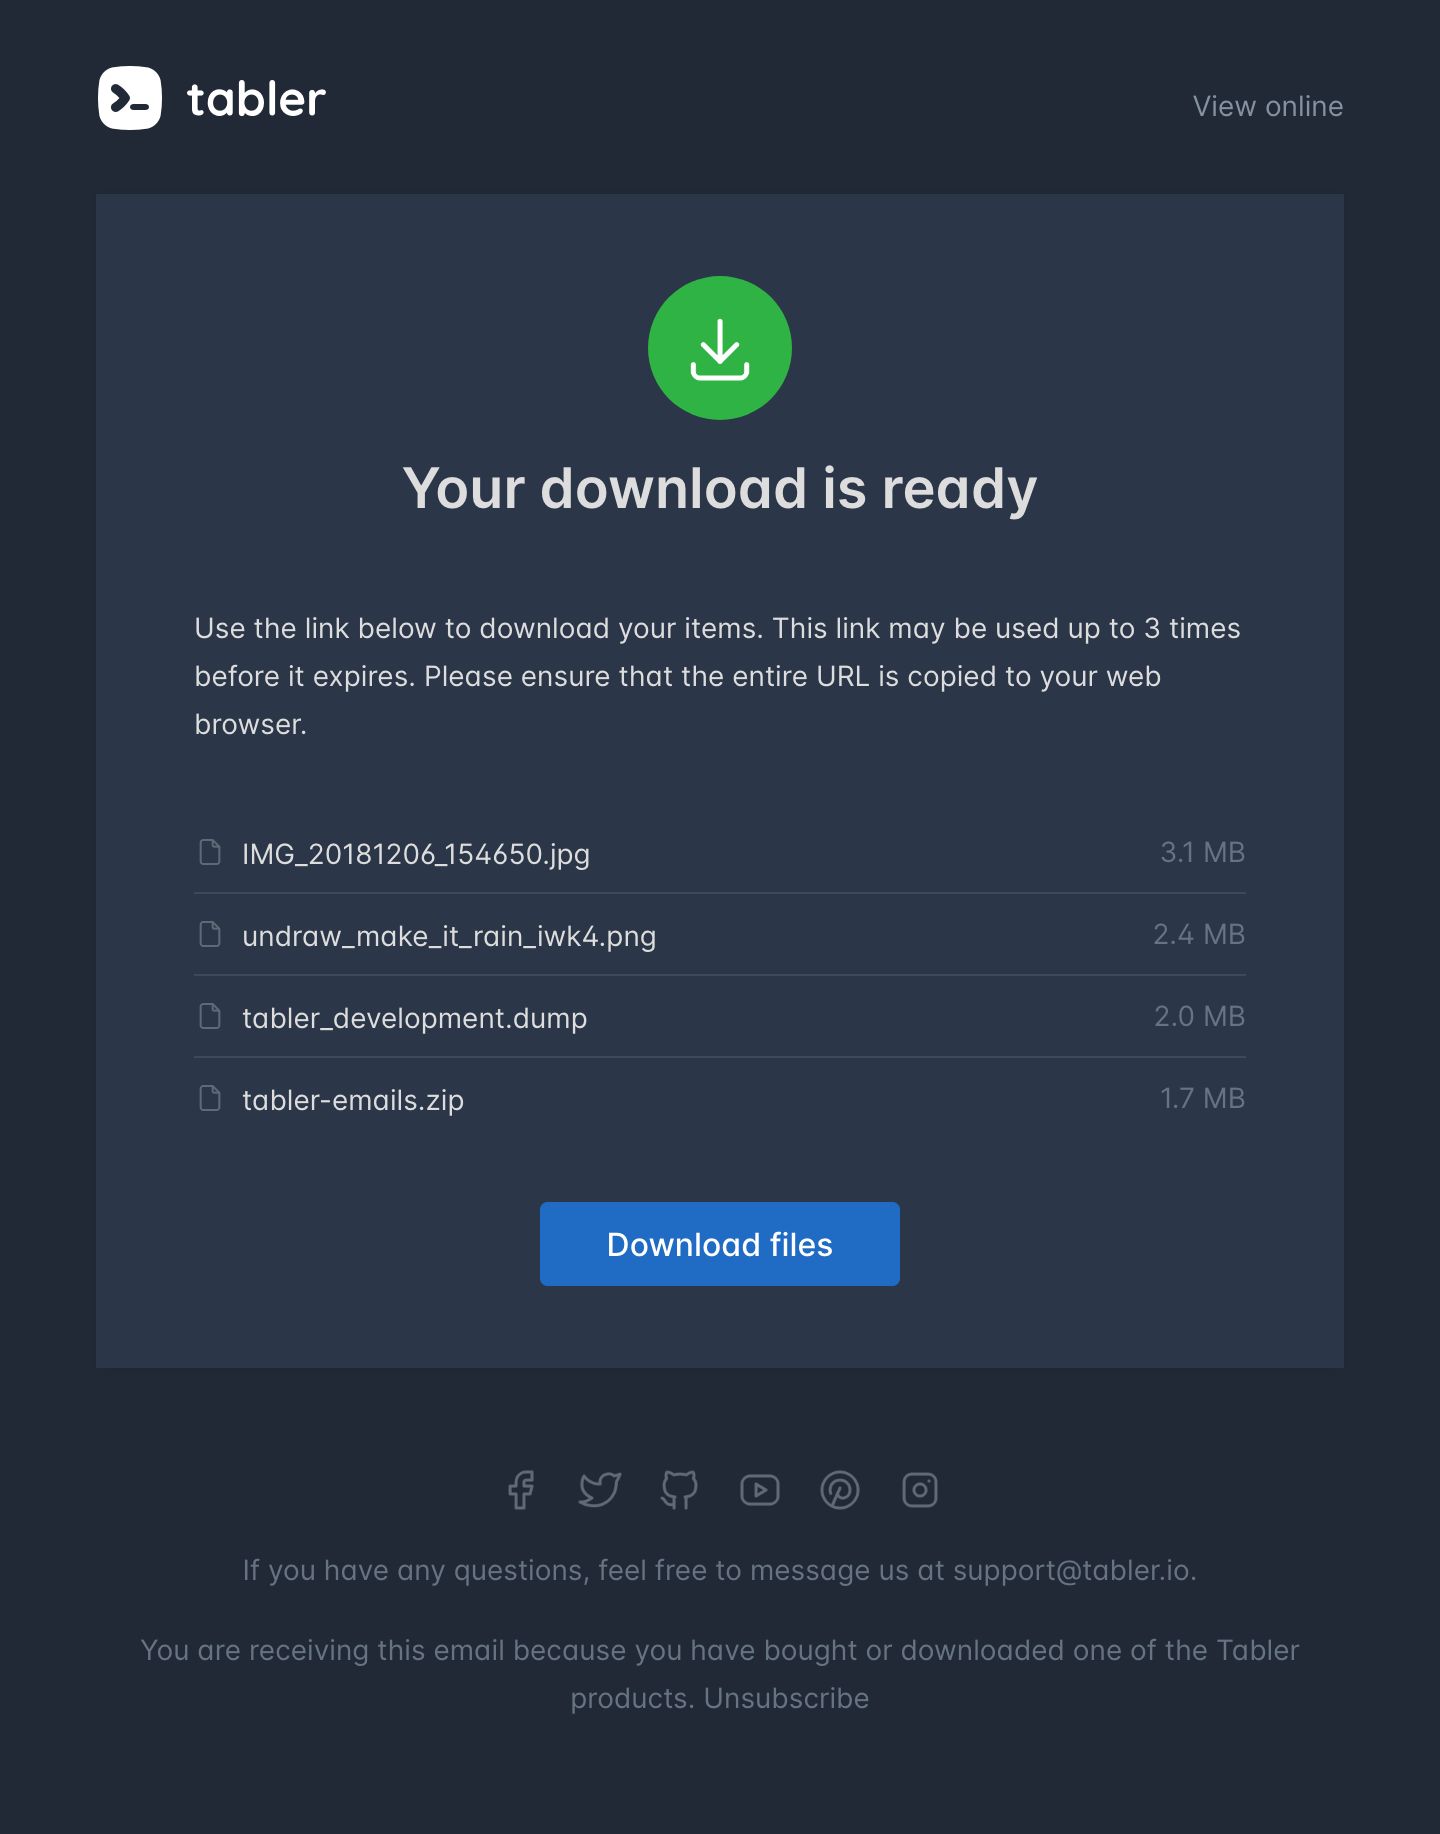 tabler
View online
Your download is ready
Use the link below to download your items. This link may be used up to 3 times
before it expires. Please ensure that the entire URL is copied to your web
browser.
IMG_20181206_154650.jpg 3.1 MB
undraw_make_it_rain_iwk4.png 2.4 MB
tabler_development.dump 2.0 MB
tabler-emails.zip 1.7 MB
Download files
If you have any questions, feel free to message us at support@tabler.io.
You are receiving this email because you have bought or downloaded one of the Tabler
products. Unsubscribe